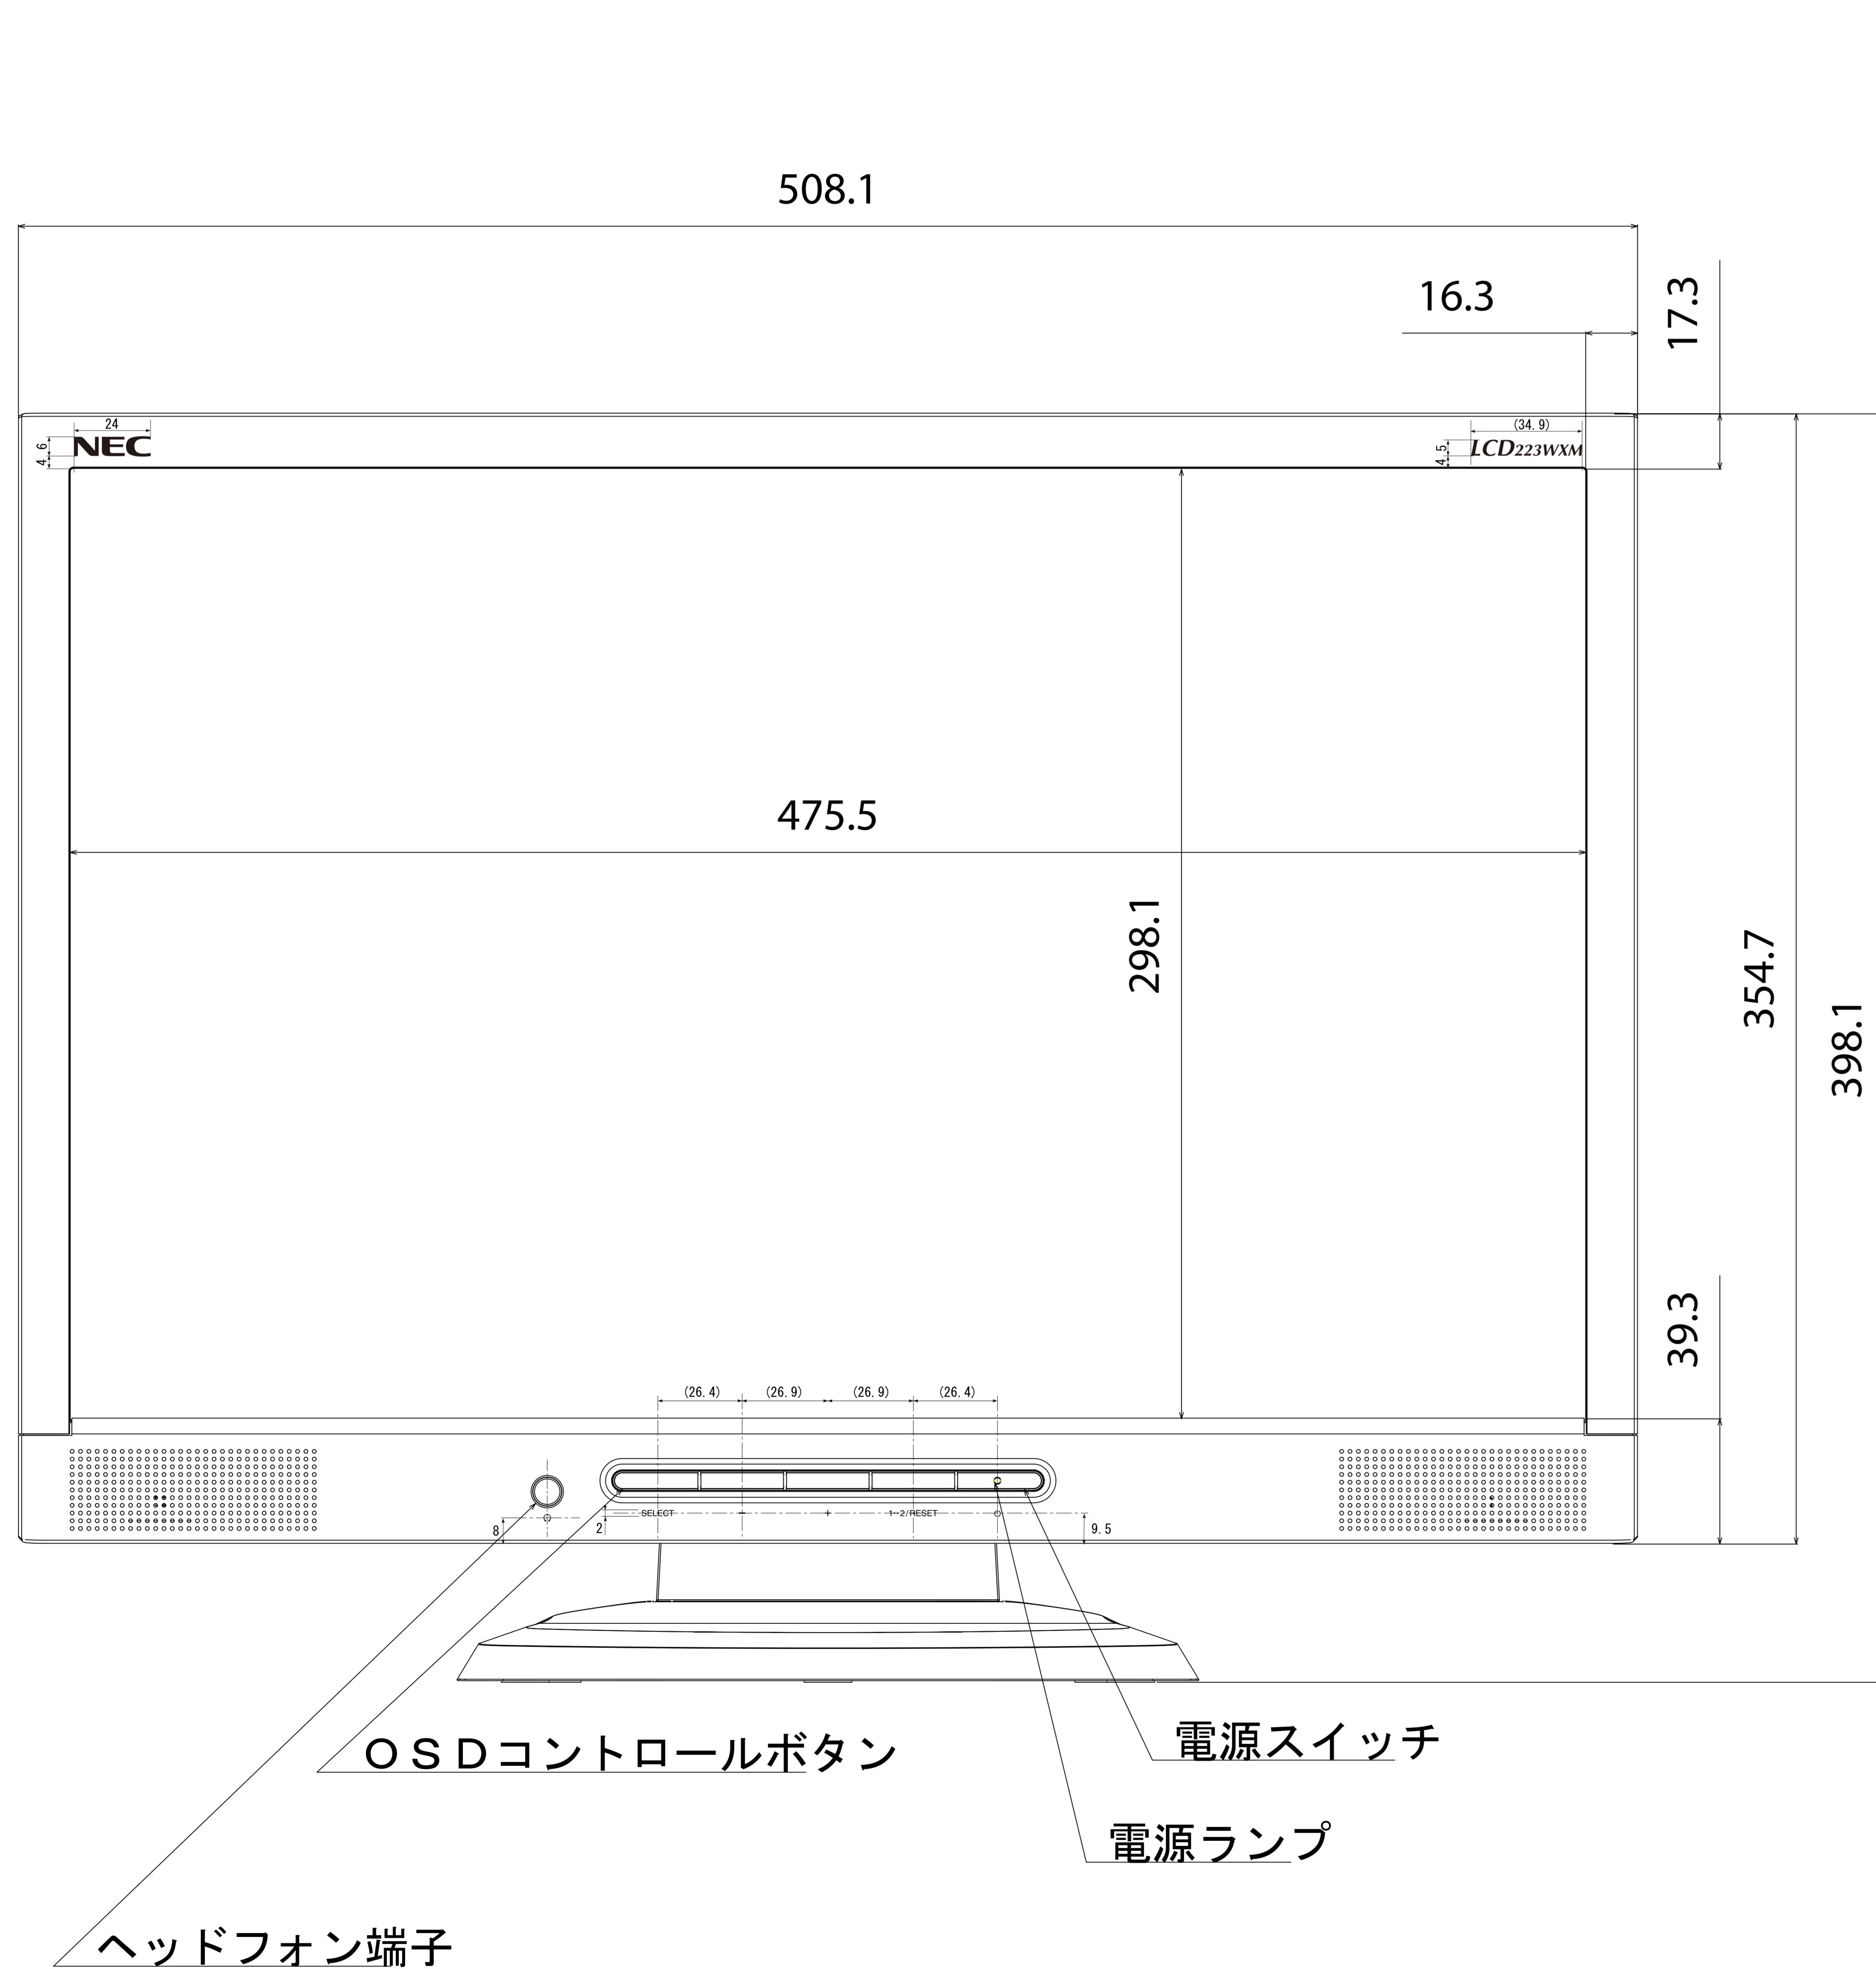 508.1
16.3
17.3
24
(34.9)
6
4
NEC
5
4.
LCD223WXM
475.5
298.1
354.7
398.1
39.3
(26.4) (26.9) (26.9) (26.4)
8
2
SELECT − + 1↔2/RESET
9.5
OSDコントロールボタン
電源スイッチ
電源ランプ
ヘッドフォン端子